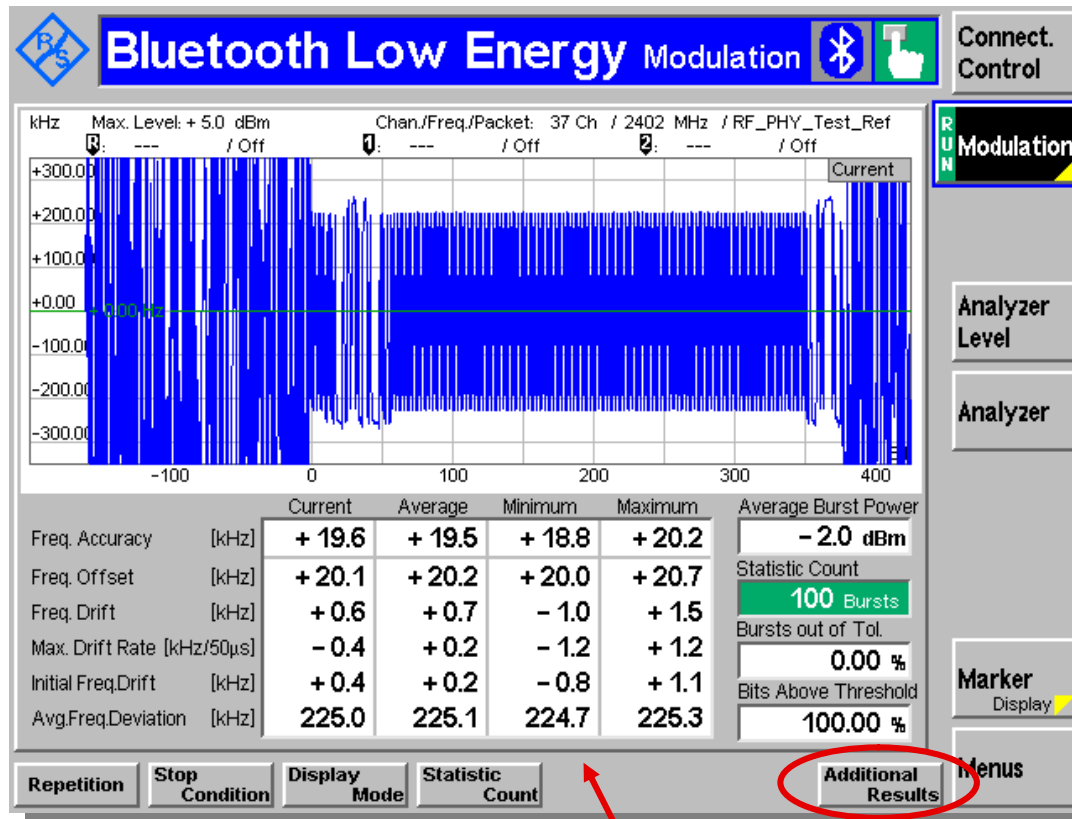 R/S
Bluetooth Low Energy Modulation
Connect. Control
kHz Max. Level: + 5.0 dBm Chan./Freq./Packet: 37 Ch / 2402 MHz / RF_PHY_Test_Ref
R: --- / Off 1: --- / Off 2: --- / Off
RUN Modulation
Current
+300.00
+200.00
+100.0
+0.00
+ 0.00 Hz
-100.0
-200.00
-300.00
-100 0 100 200 300 400
Analyzer Level
Analyzer
Current Average Minimum Maximum
Freq. Accuracy [kHz] + 19.6 + 19.5 + 18.8 + 20.2
Freq. Offset [kHz] + 20.1 + 20.2 + 20.0 + 20.7
Freq. Drift [kHz] + 0.6 + 0.7 - 1.0 + 1.5
Max. Drift Rate [kHz/50µs] - 0.4 + 0.2 - 1.2 + 1.2
Initial Freq.Drift [kHz] + 0.4 + 0.2 - 0.8 + 1.1
Avg.Freq.Deviation [kHz] 225.0 225.1 224.7 225.3
Average Burst Power
- 2.0 dBm
Statistic Count
100 Bursts
Bursts out of Tol.
0.00 %
Bits Above Threshold
100.00 %
Marker
Display
Menus
Repetition
Stop Condition
Display Mode
Statistic Count
Additional Results